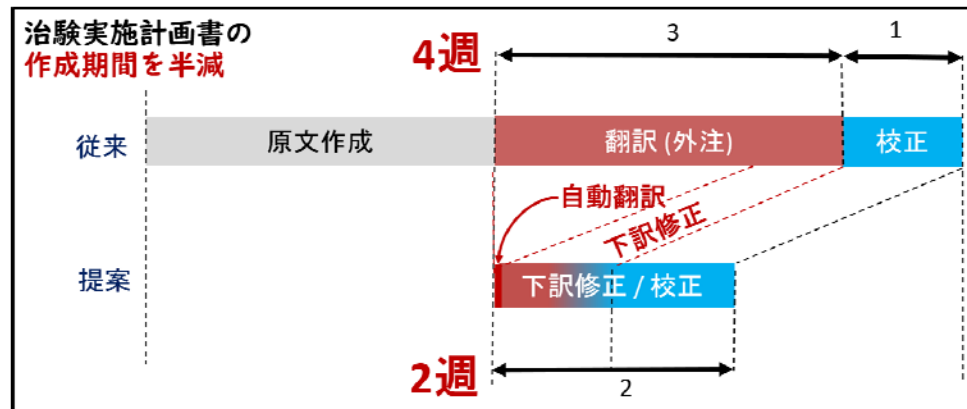 治験実施計画書の
作成期間を半減
4週
3
1
従来
原文作成
翻訳 (外注)
校正
自動翻訳
下訳修正
提案
下訳修正 / 校正
2週
2